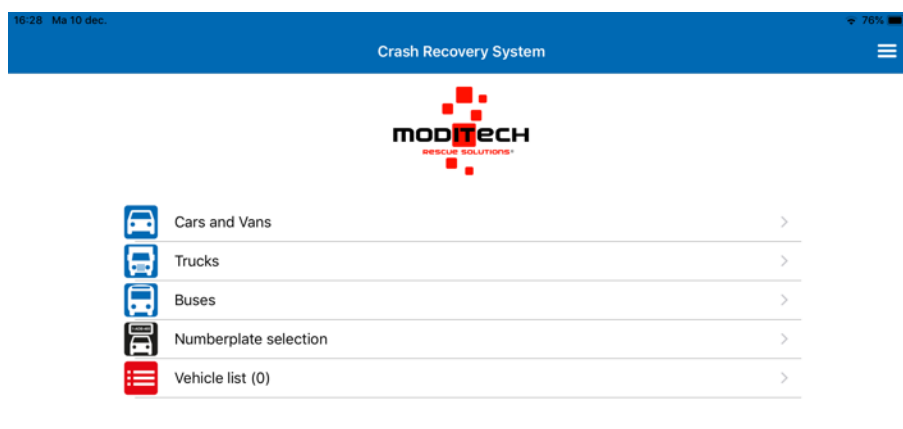 16:28 Ma 10 dec. 76%
Crash Recovery System
MODITECH
RESCUE SOLUTIONS
Cars and Vans
Trucks
Buses
Numberplate selection
Vehicle list (0)